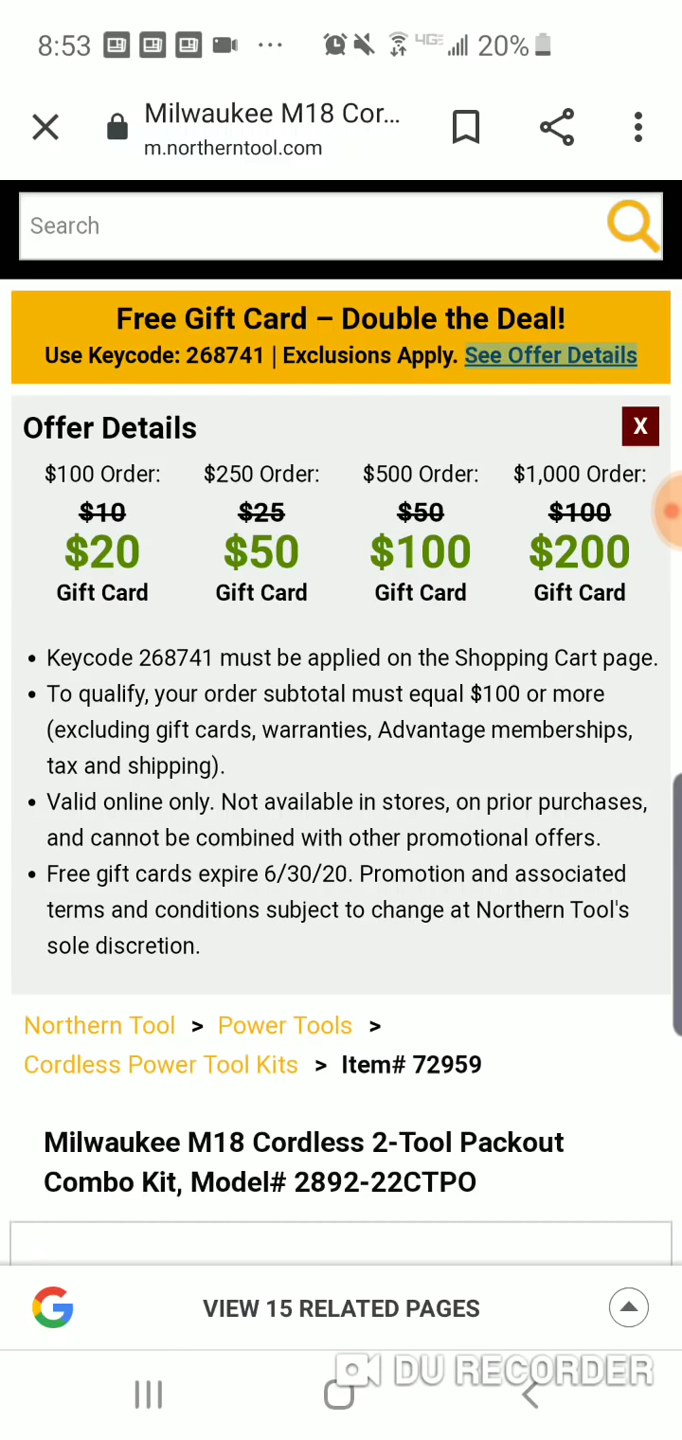 8:53 ... 4GE 20%
Milwaukee M18 Cor...
m.northerntool.com
Search
Free Gift Card – Double the Deal!
Use Keycode: 268741 | Exclusions Apply. See Offer Details
Offer Details X
$100 Order: $250 Order: $500 Order: $1,000 Order:
$10 $25 $50 $100
$20 $50 $100 $200
Gift Card Gift Card Gift Card Gift Card
• Keycode 268741 must be applied on the Shopping Cart page.
• To qualify, your order subtotal must equal $100 or more
(excluding gift cards, warranties, Advantage memberships,
tax and shipping).
• Valid online only. Not available in stores, on prior purchases,
and cannot be combined with other promotional offers.
• Free gift cards expire 6/30/20. Promotion and associated
terms and conditions subject to change at Northern Tool's
sole discretion.
Northern Tool > Power Tools >
Cordless Power Tool Kits > Item# 72959
Milwaukee M18 Cordless 2-Tool Packout
Combo Kit, Model# 2892-22CTPO
G VIEW 15 RELATED PAGES
DU RECORDER